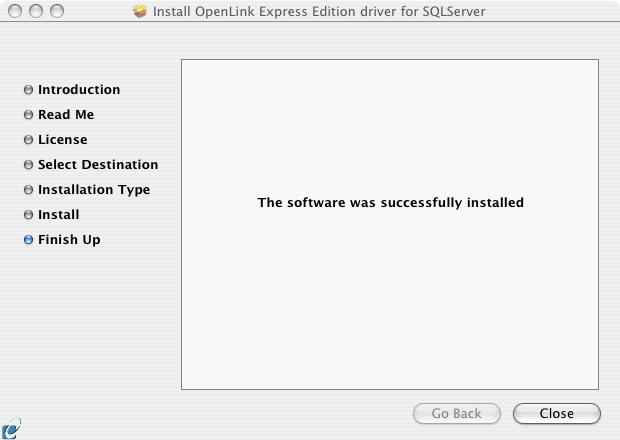 Install OpenLink Express Edition driver for SQLServer
Introduction
Read Me
License
Select Destination
Installation Type
Install
Finish Up
The software was successfully installed
Go Back
Close